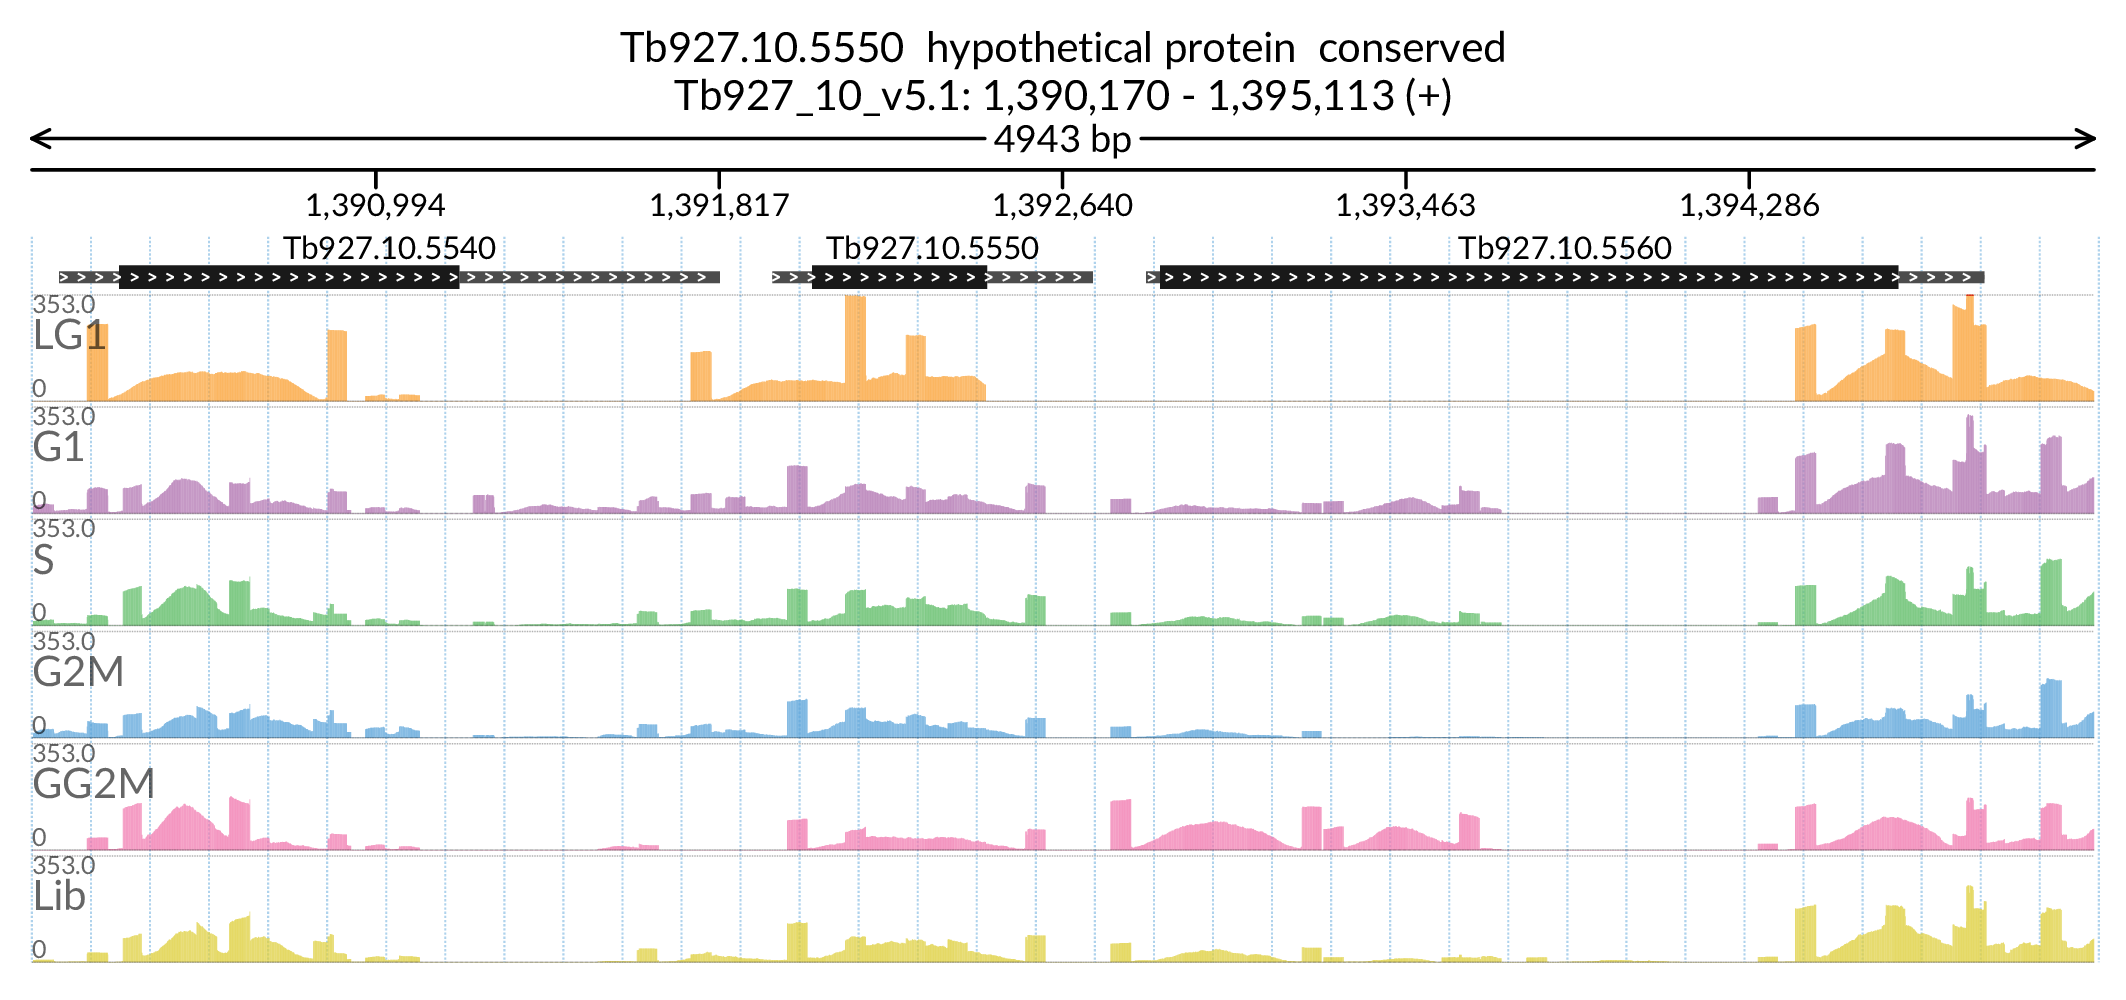 Tb927.10.5550 hypothetical protein conserved
Tb927_10_v5.1: 1,390,170 - 1,395,113 (+)
4943 bp
1,390,994 1,391,817 1,392,640 1,393,463 1,394,286
Tb927.10.5540 Tb927.10.5550 Tb927.10.5560
353.0
LG1
0
353.0
G1
0
353.0
S
0
353.0
G2M
0
353.0
GG2M
0
353.0
Lib
0